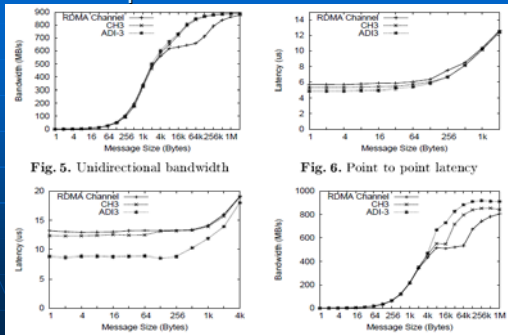 RDMA Channel
CH3
ADI-3
Bandwidth (MB/s)
900
800
700
600
500
400
300
200
100
0
1 4 16 64 256 1k 4k 16k 64k 256k 1M
Message Size (Bytes)
Fig. 5. Unidirectional bandwidth
RDMA Channel
CH3
ADI-3
Latency (us)
14
12
10
8
6
4
2
0
1 4 16 64 256 1k
Message Size (Bytes)
Fig. 6. Point to point latency
RDMA Channel
CH3
ADI3
Latency (us)
20
15
10
5
0
1 4 16 64 256 1k 4k
Message Size (Bytes)
RDMA Channel
CH3
ADI-3
Bandwidth (MB/s)
1000
800
600
400
200
0
1 4 16 64 256 1k 4k 16k 64k 256k 1M
Message Size (Bytes)